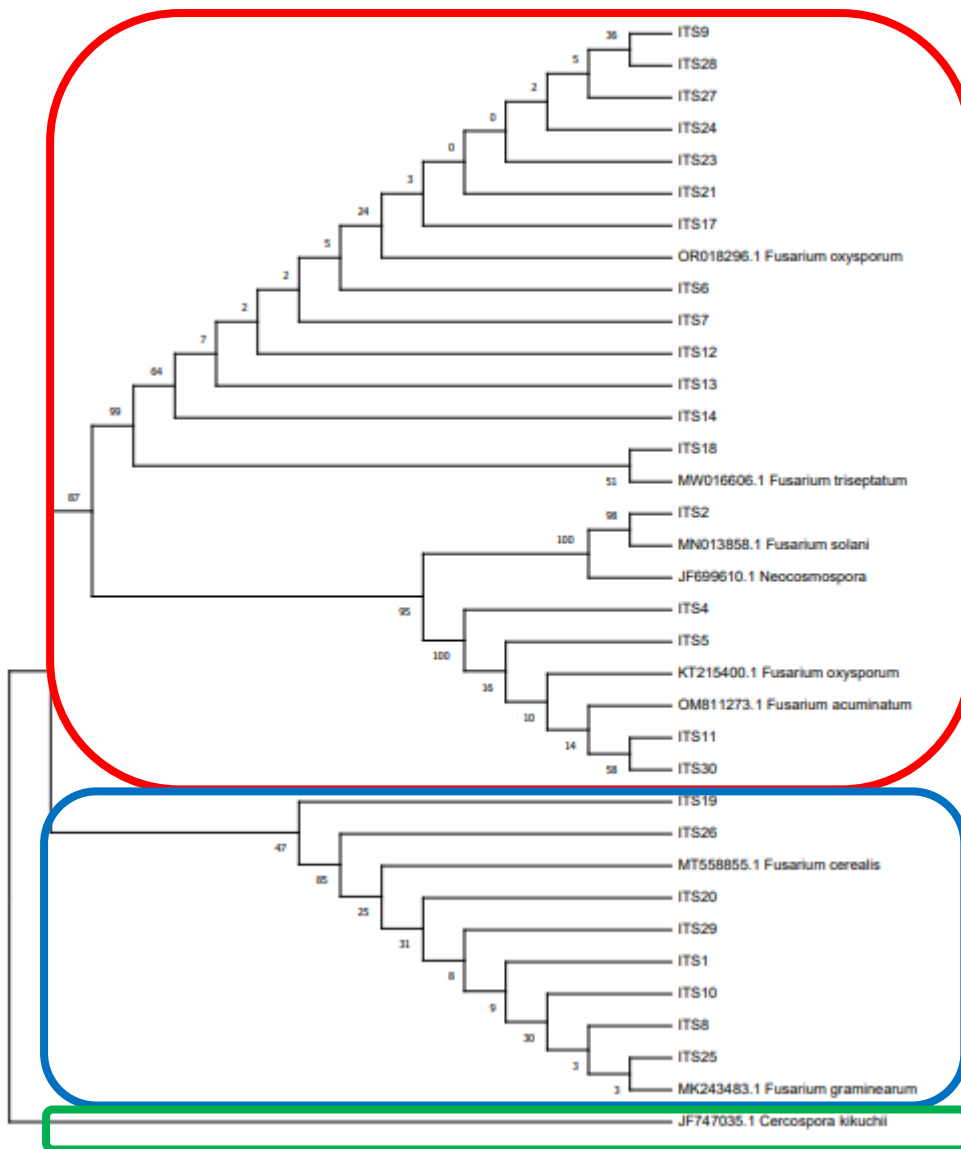 ITS9
36
ITS28
5
ITS27
2
ITS24
0
ITS23
0
ITS21
3
ITS17
24
OR018296.1 Fusarium oxysporum
5
ITS6
2
ITS7
2
ITS12
7
ITS13
64
ITS14
99
ITS18
87
51
MW016606.1 Fusarium triseptatum
ITS2
98
MN013858.1 Fusarium solani
100
JF699610.1 Neocosmospora
95
ITS4
100
ITS5
16
KT215400.1 Fusarium oxysporum
10
OM811273.1 Fusarium acuminatum
14
ITS11
58
ITS30
ITS19
47
ITS26
85
MT558855.1 Fusarium cerealis
25
ITS20
31
ITS29
8
ITS1
9
ITS10
30
ITS8
3
ITS25
3
MK243483.1 Fusarium graminearum
JF747035.1 Cercospora kikuchii